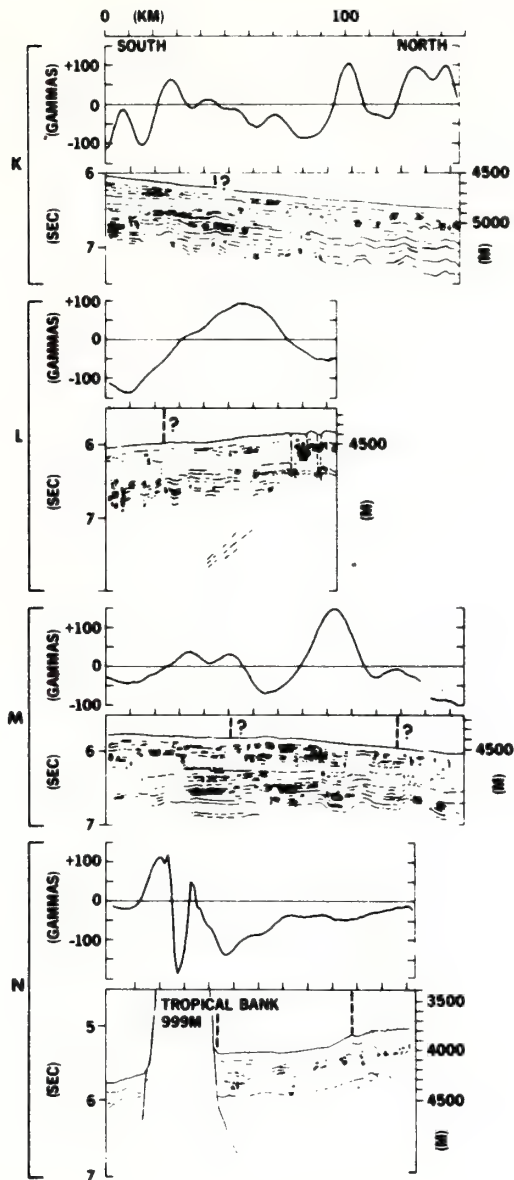 0 (KM) 100
SOUTH NORTH
K
(GAMMAS)
+100
0
-100
(SEC)
6
7
?
4500
5000
(M)
L
(GAMMAS)
+100
0
-100
(SEC)
6
7
?
4500
(M)
M
(GAMMAS)
+100
0
-100
(SEC)
6
7
?
?
4500
(M)
N
(GAMMAS)
+100
0
-100
(SEC)
5
6
7
TROPICAL BANK
999M
3500
4000
4500
(M)